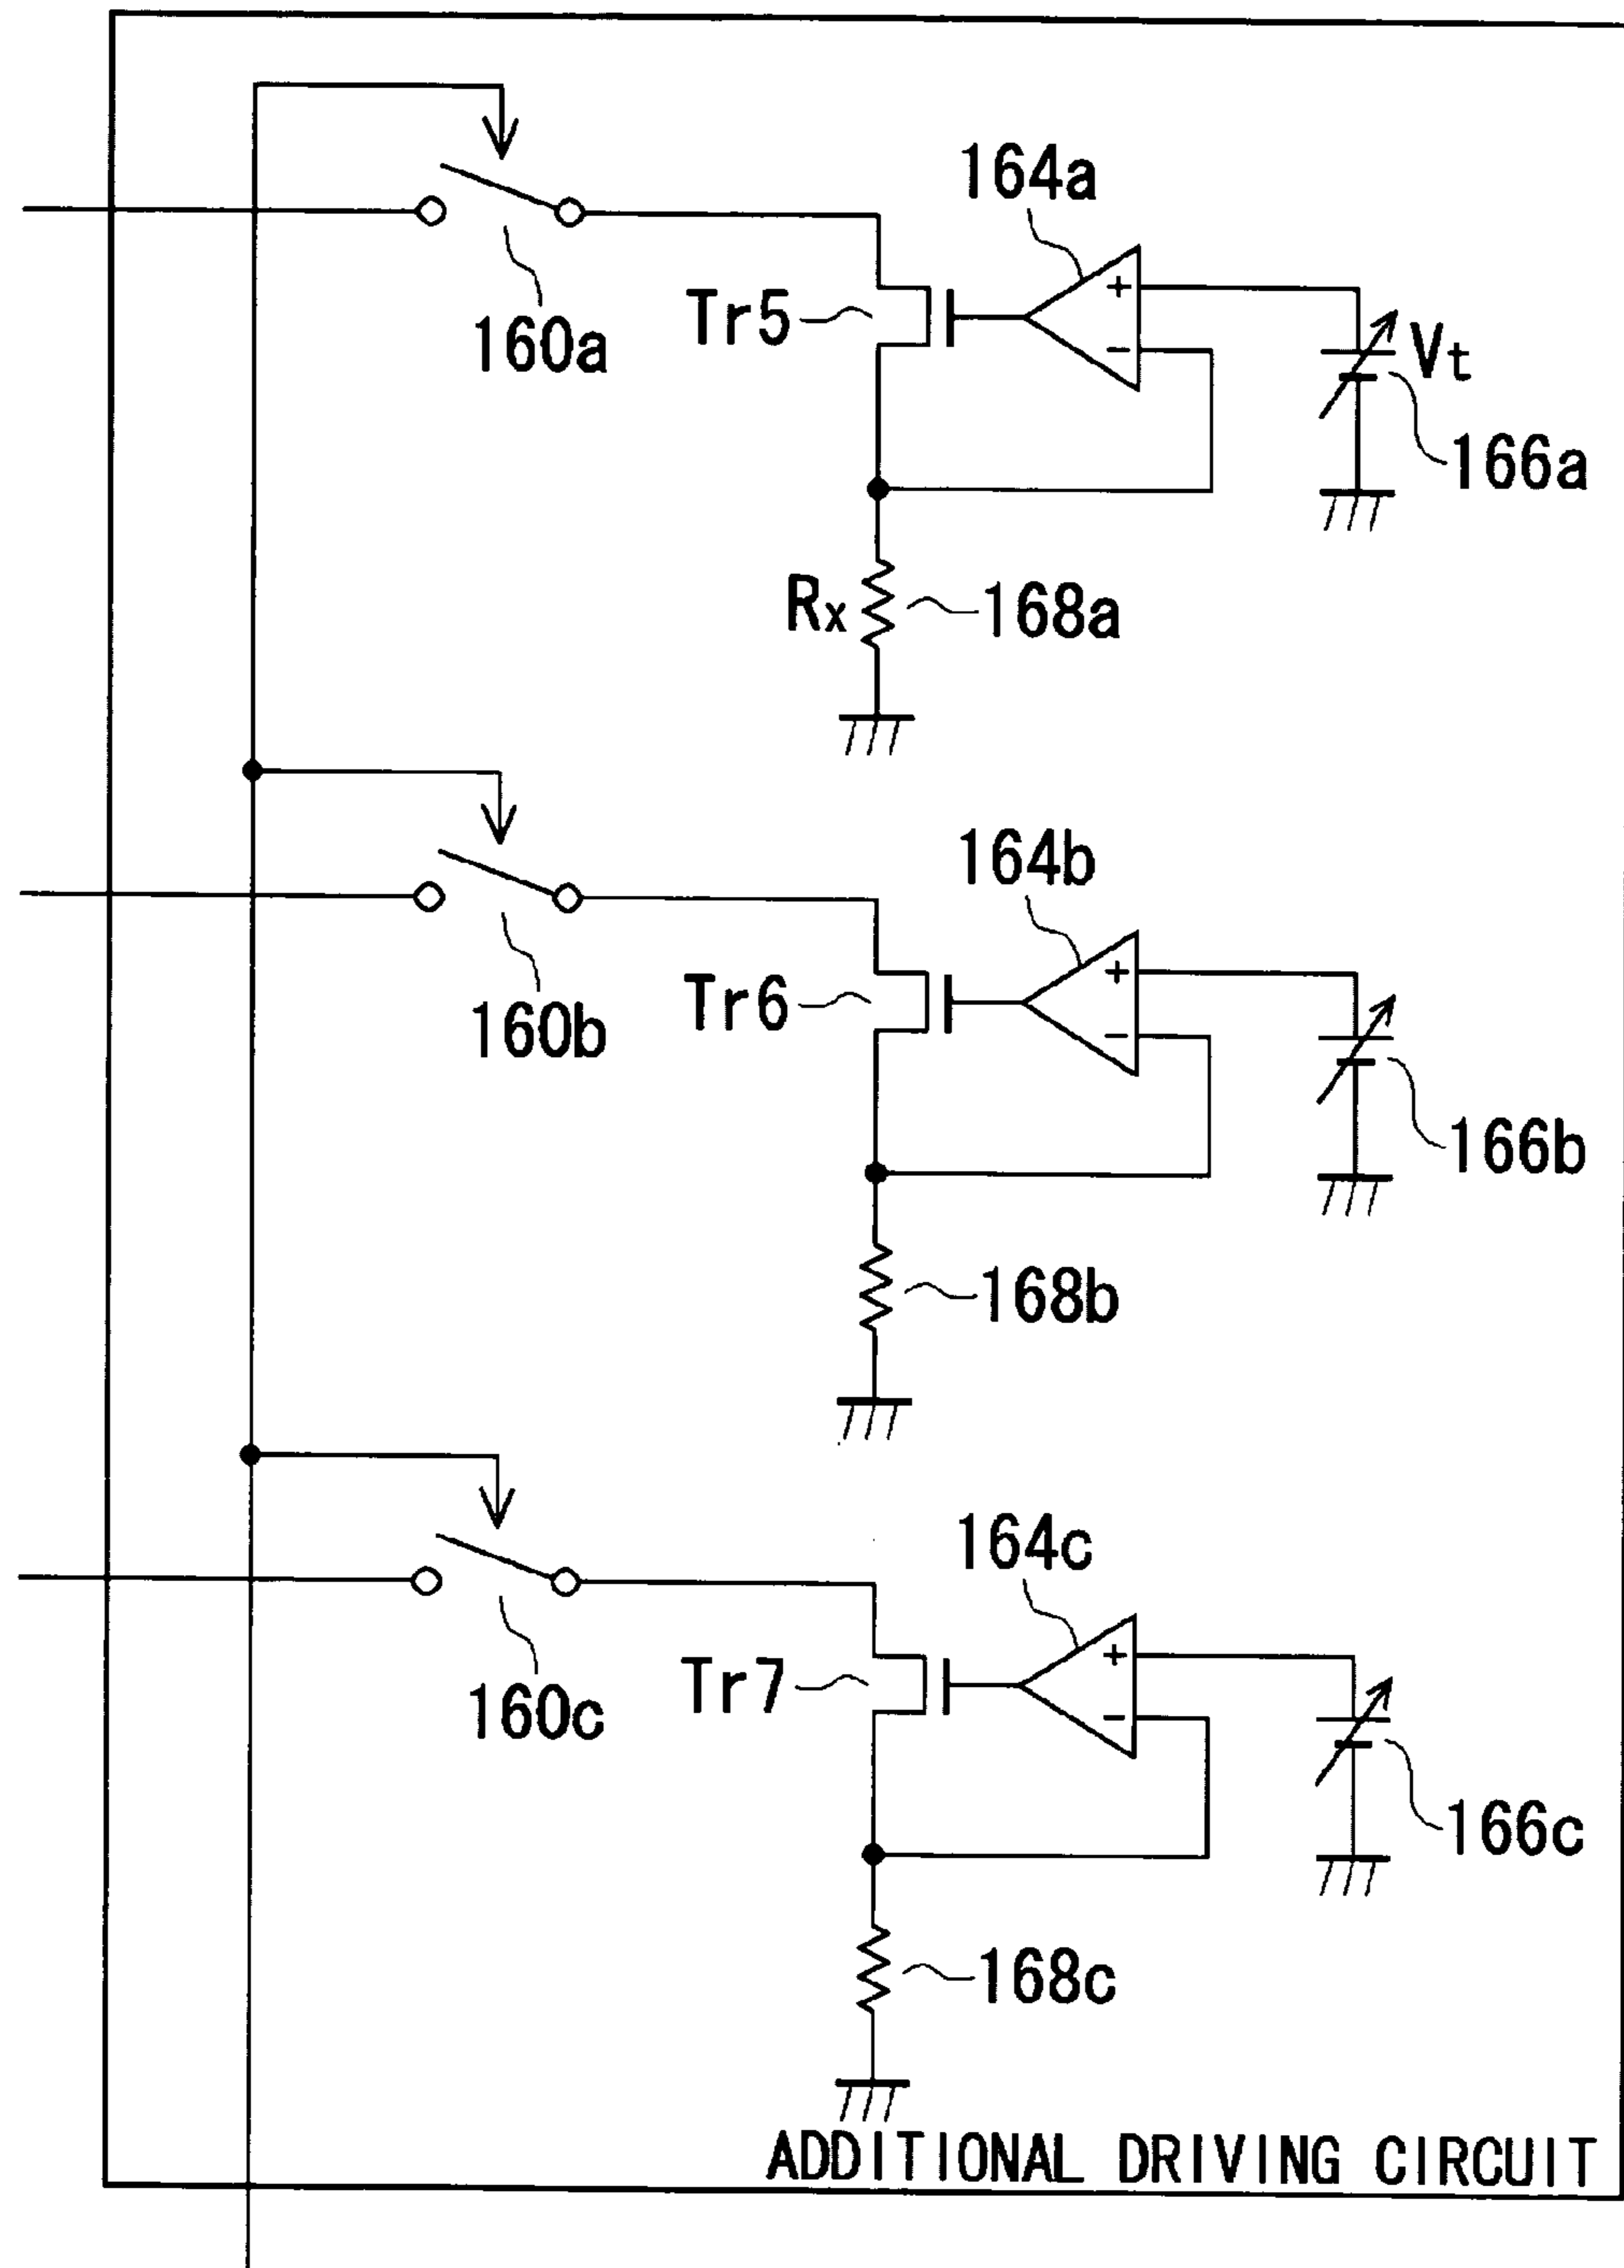 164a
+
Tr5
-
Vt
160a
166a
Rx
168a
164b
+
Tr6
-
160b
166b
168b
164c
+
Tr7
-
160c
166c
168c
ADDITIONAL DRIVING CIRCUIT